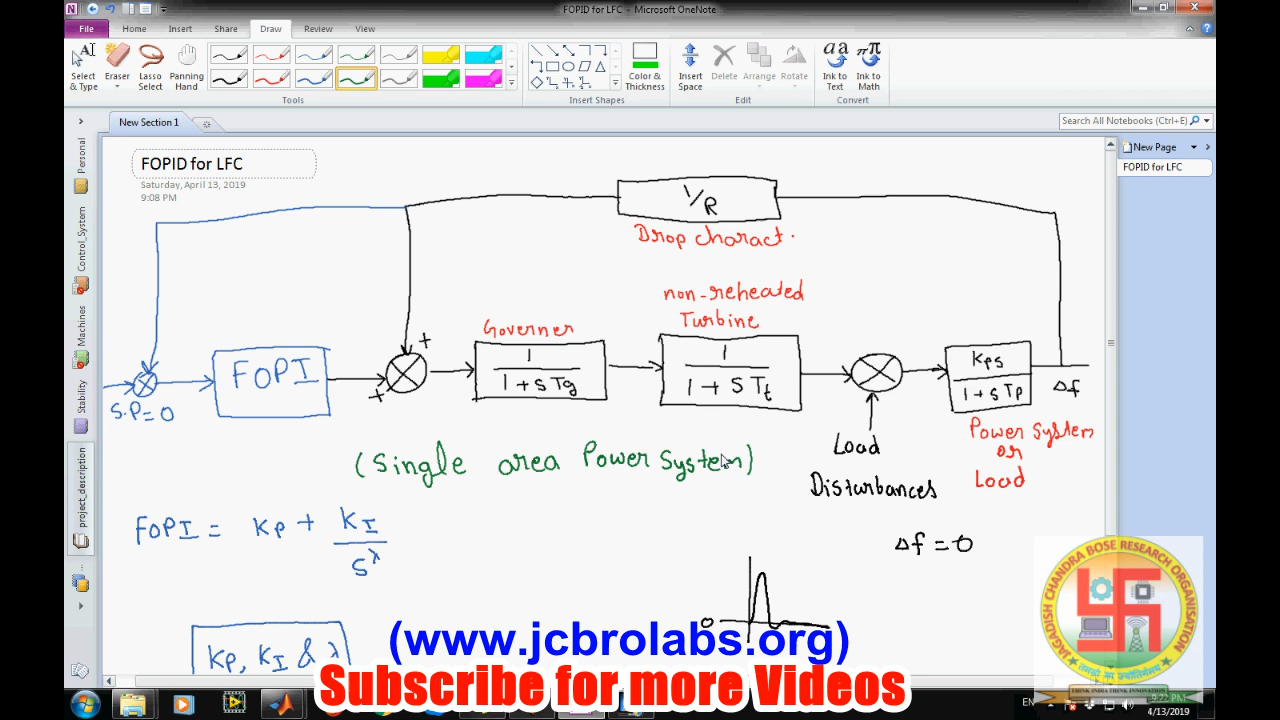 FOPID for LFC - Microsoft OneNote
File Home Insert Share Draw Review View
Select & Type
Eraser
Lasso Select
Panning Hand
Color & Thickness
Insert Space
Delete
Arrange
Rotate
Ink to Text
Ink to Math
Tools
Insert Shapes
Edit
Convert
New Section 1
Search All Notebooks (Ctrl+E)
New Page
FOPID for LFC
Personal
Control_System
Machines
Stability
project_description
FOPID for LFC
Saturday, April 13, 2019
9:08 PM
1/R
Drop charact.
non-reheated
Turbine
Governer
+
+
FOPI
S.P=0
1
1+sTg
1
1+STt
Kps
1+sTp
Δf
Load
Disturbances
Power System
or
Load
(Single area Power System)
FOPI = Kp + KI
sλ
Δf = 0
0
Kp, KI & λ
(www.jcbrolabs.org)
Subscribe for more Videos
JAGADISH CHANDRA BOSE RESEARCH ORGANISATION
THINK INDIA THINK INNOVATION
EN
9:22 PM
4/13/2019